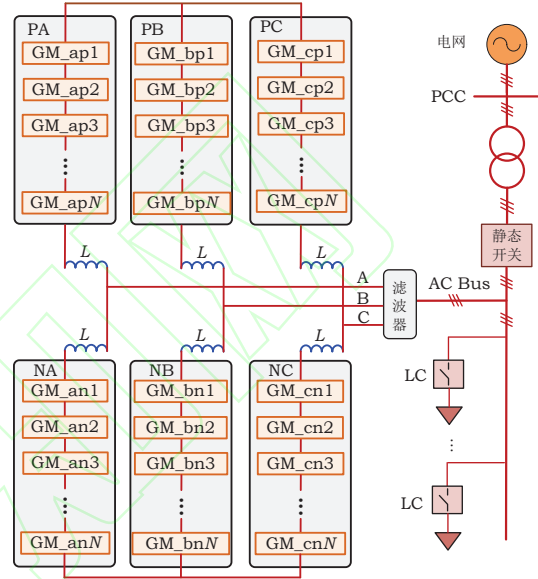 PA
GM_ap1
GM_ap2
GM_ap3
GM_apN
PB
GM_bp1
GM_bp2
GM_bp3
GM_bpN
PC
GM_cp1
GM_cp2
GM_cp3
GM_cpN
L
L
L
A
B
C
滤波器
AC Bus
L
L
L
NA
GM_an1
GM_an2
GM_an3
GM_anN
NB
GM_bn1
GM_bn2
GM_bn3
GM_bnN
NC
GM_cn1
GM_cn2
GM_cn3
GM_cnN
电网
PCC
静态
开关
LC
LC